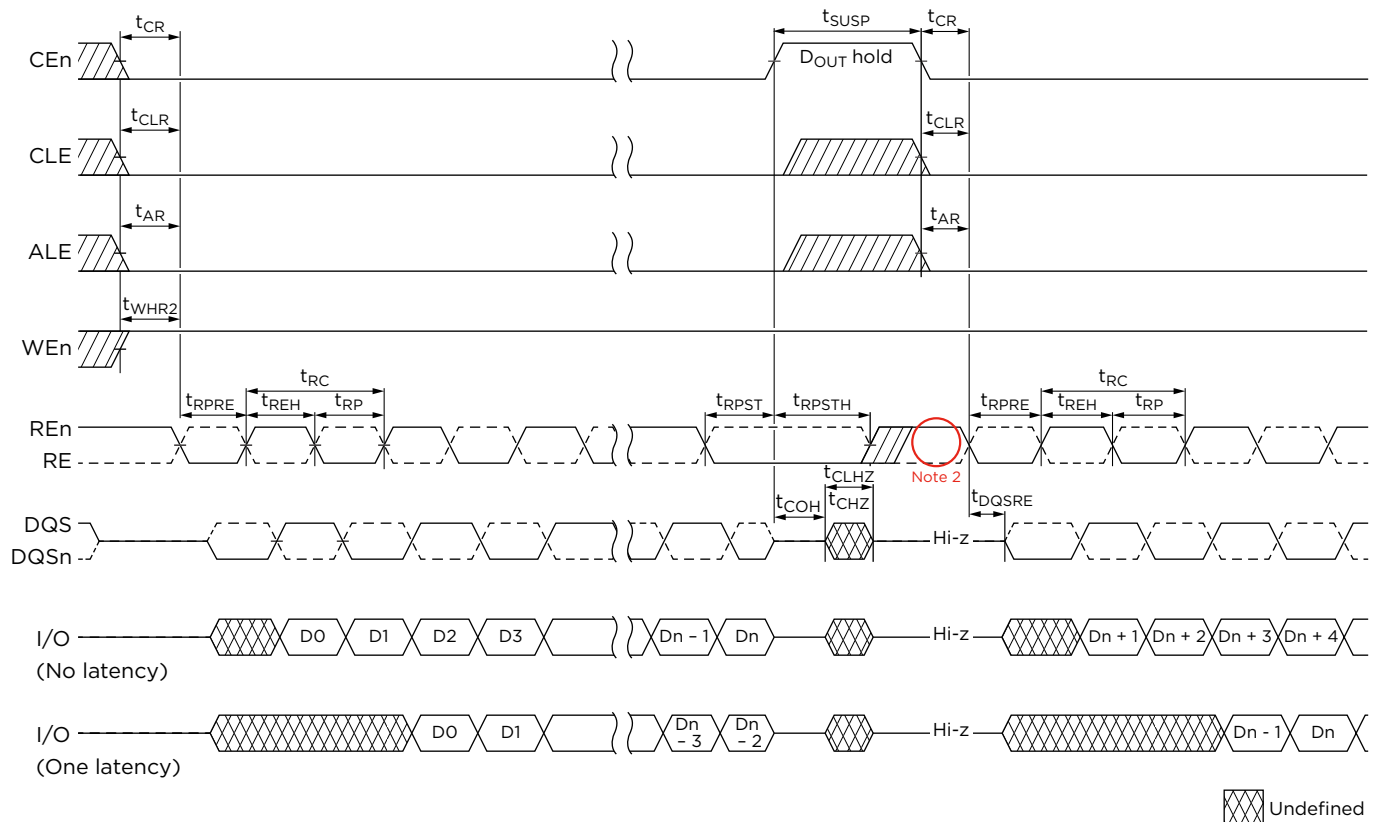 tCR tSUSP tCR
CEn DOUT hold
tCLR tCLR
CLE
tAR tAR
ALE
tWHR2
WEn
tRC tRC
tRPRE tREH tRP tRPST tRPSTH tRPRE tREH tRP
REn
RE
Note 2
tCLHZ
tCOH tCHZ tDQSRE
DQS
DQSn
Hi-z
I/O D0 D1 D2 D3 Dn – 1 Dn Hi-z Dn + 1 Dn + 2 Dn + 3 Dn + 4
(No latency)
I/O D0 D1 Dn – 3 Dn – 2 Hi-z Dn - 1 Dn
(One latency)
Undefined